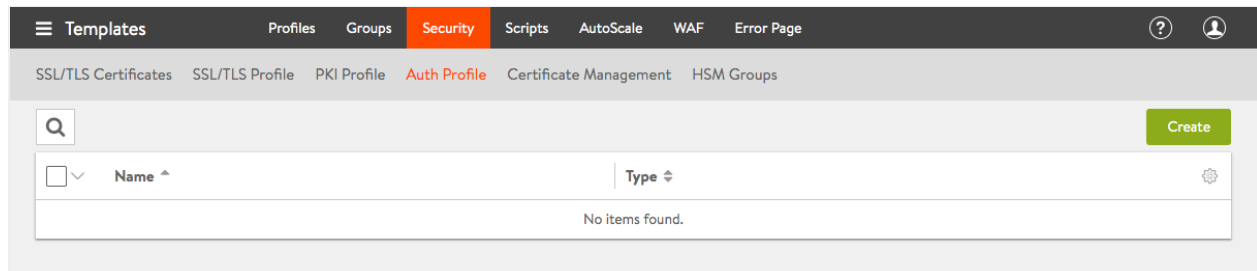 Templates Profiles Groups Security Scripts AutoScale WAF Error Page ?
SSL/TLS Certificates SSL/TLS Profile PKI Profile Auth Profile Certificate Management HSM Groups
Create
Name Type
No items found.